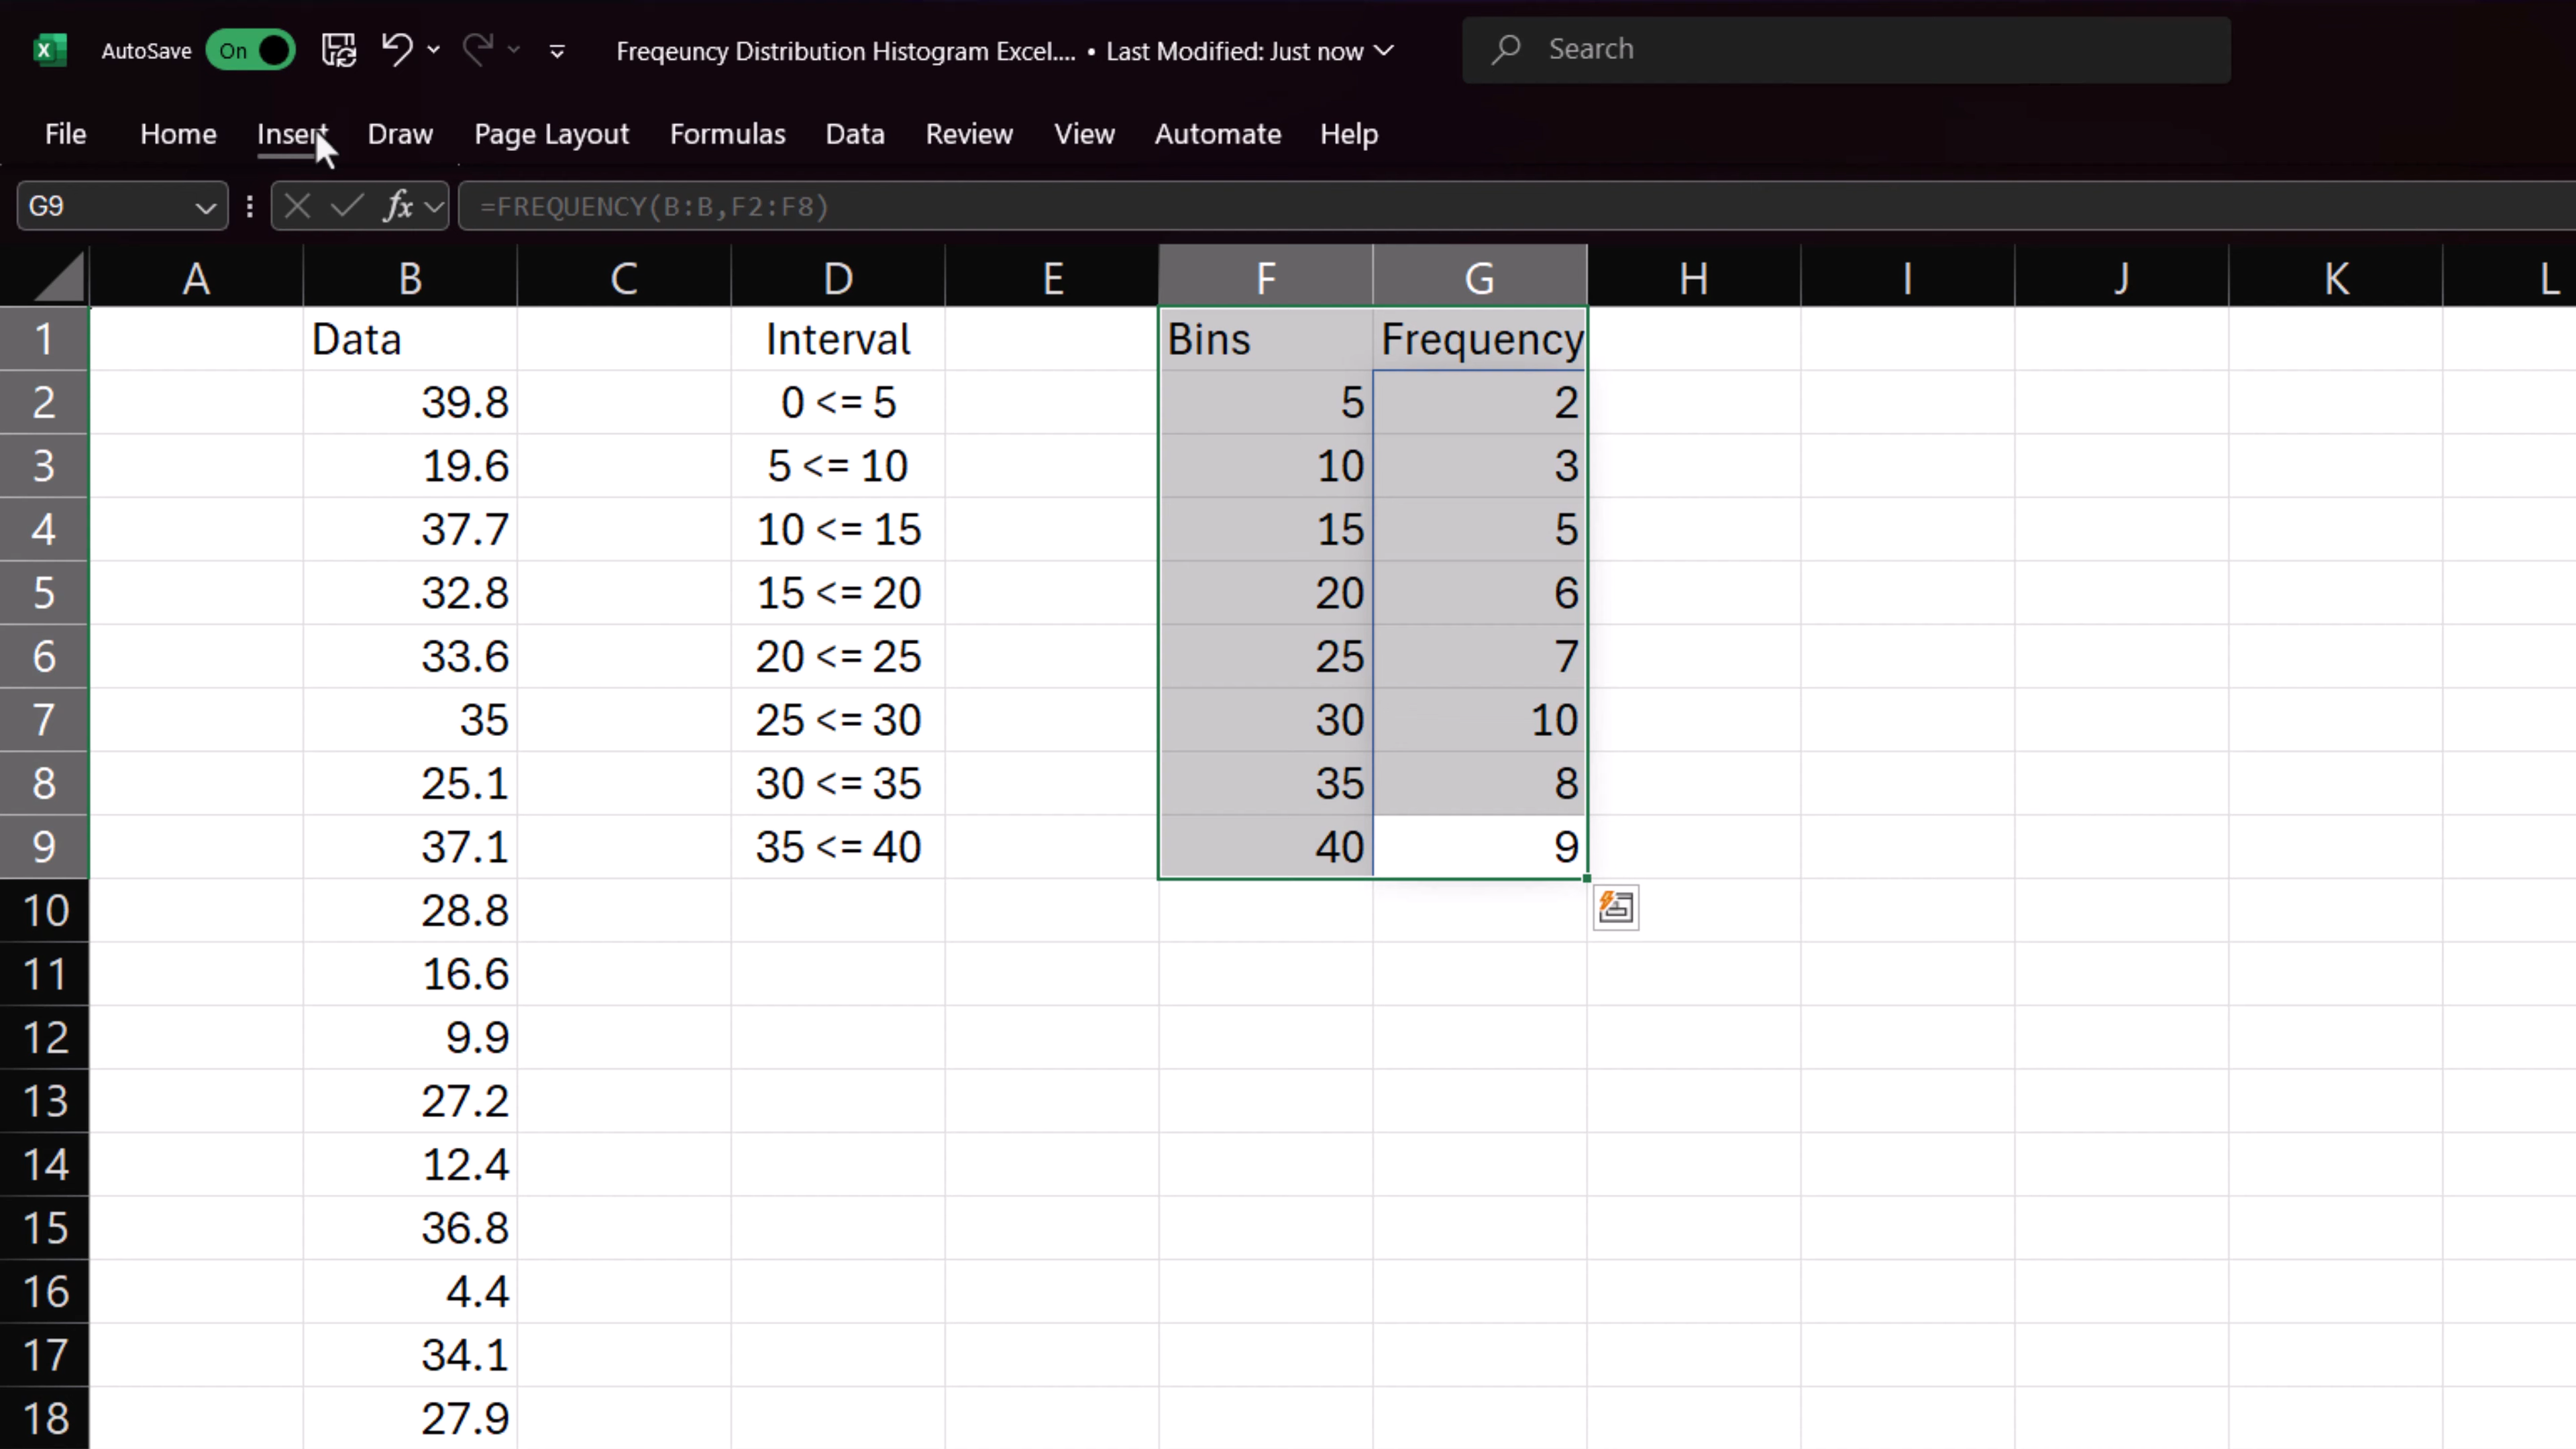 AutoSave On Freqeuncy Distribution Histogram Excel.... • Last Modified: Just now Search
File Home Insert Draw Page Layout Formulas Data Review View Automate Help
G9 fx =FREQUENCY(B:B,F2:F8)
A B C D E F G H I J K L
1 Data Interval Bins Frequency
2 39.8 0 <= 5 5 2
3 19.6 5 <= 10 10 3
4 37.7 10 <= 15 15 5
5 32.8 15 <= 20 20 6
6 33.6 20 <= 25 25 7
7 35 25 <= 30 30 10
8 25.1 30 <= 35 35 8
9 37.1 35 <= 40 40 9
10 28.8
11 16.6
12 9.9
13 27.2
14 12.4
15 36.8
16 4.4
17 34.1
18 27.9